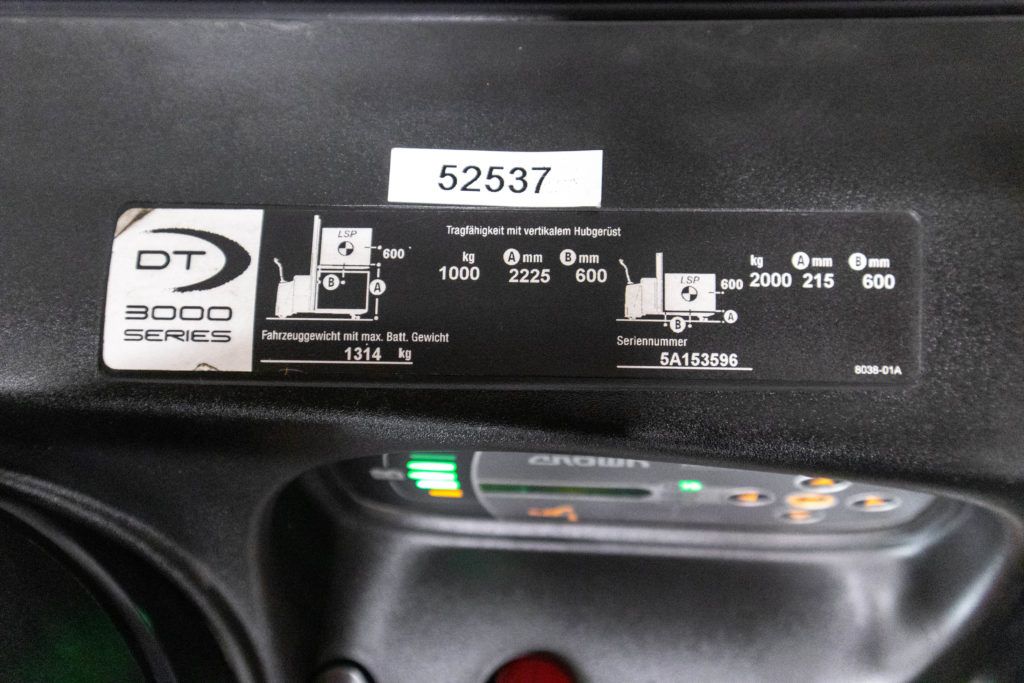 52537
DT
3000
SERIES
LSP
600
B
A
Fahrzeuggewicht mit max. Batt. Gewicht
1314 kg
Tragfähigkeit mit vertikalem Hubgerüst
kg A mm B mm
1000 2225 600
LSP
600
A
B
kg A mm B mm
2000 215 600
Seriennummer
5A153596
8038-01A
CROWN